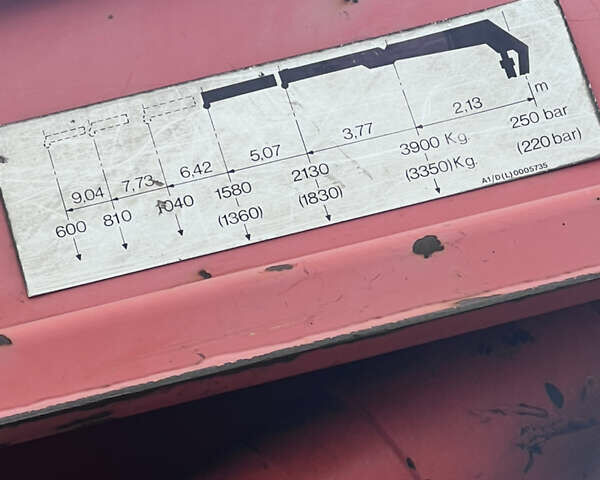 m
9,04 7,73 6,42 5,07 3,77 2,13
600 810 1040 1580 2130 3900 Kg. 250 bar
(1360) (1830) (3350)Kg. (220 bar)
A1/D(L)0005735